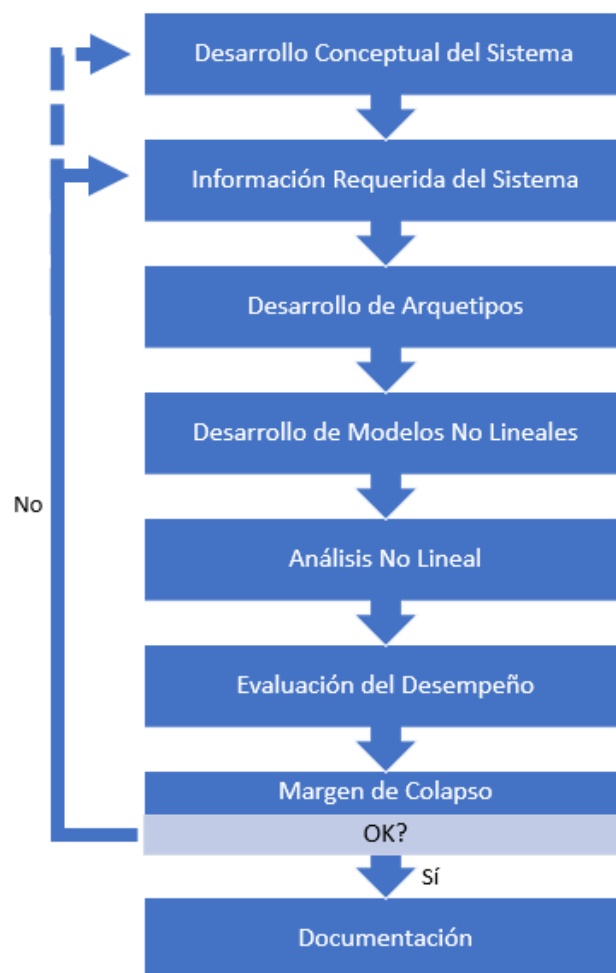 Desarrollo Conceptual del Sistema
Información Requerida del Sistema
Desarrollo de Arquetipos
Desarrollo de Modelos No Lineales
No
Análisis No Lineal
Evaluación del Desempeño
Margen de Colapso
OK?
Sí
Documentación